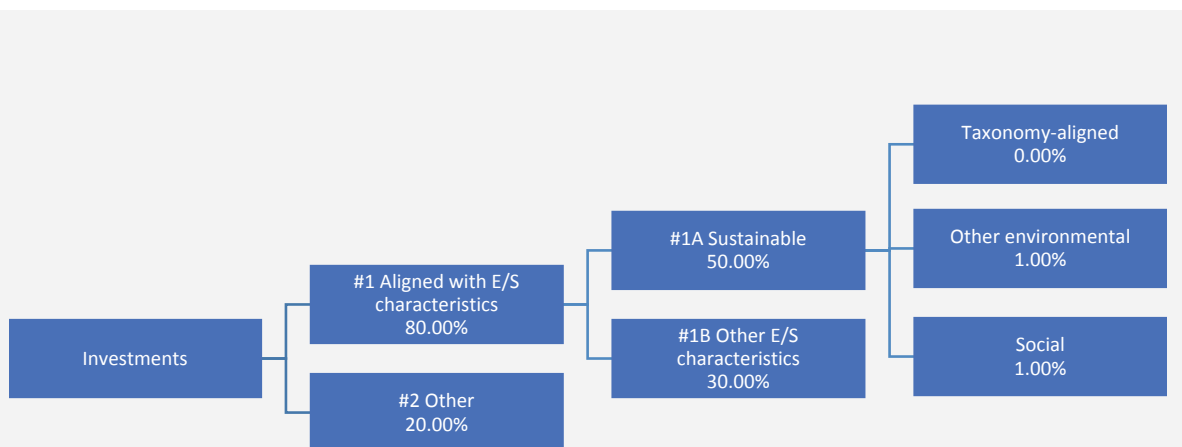 Investments
#1 Aligned with E/S
characteristics
80.00%
#2 Other
20.00%
#1A Sustainable
50.00%
#1B Other E/S
characteristics
30.00%
Taxonomy-aligned
0.00%
Other environmental
1.00%
Social
1.00%